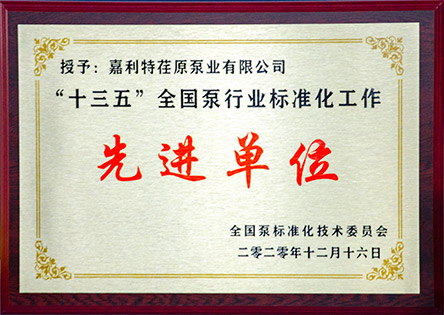 授予：嘉利特荏原泵业有限公司
“十三五”全国泵行业标准化工作
先进单位
全国泵标准化技术委员会
二零二零年十二月十六日